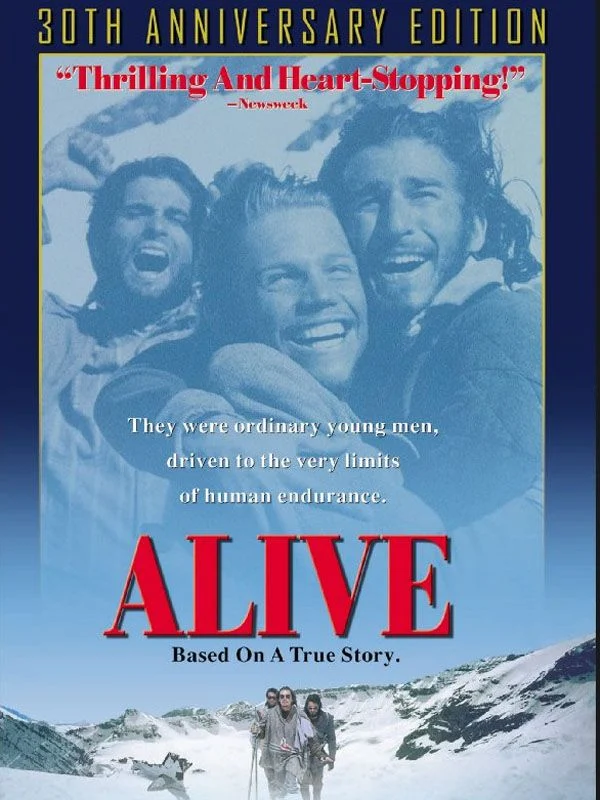 30TH ANNIVERSARY EDITION
“Thrilling And Heart-Stopping!”
—Newsweek
They were ordinary young men,
driven to the very limits
of human endurance.
ALIVE
Based On A True Story.